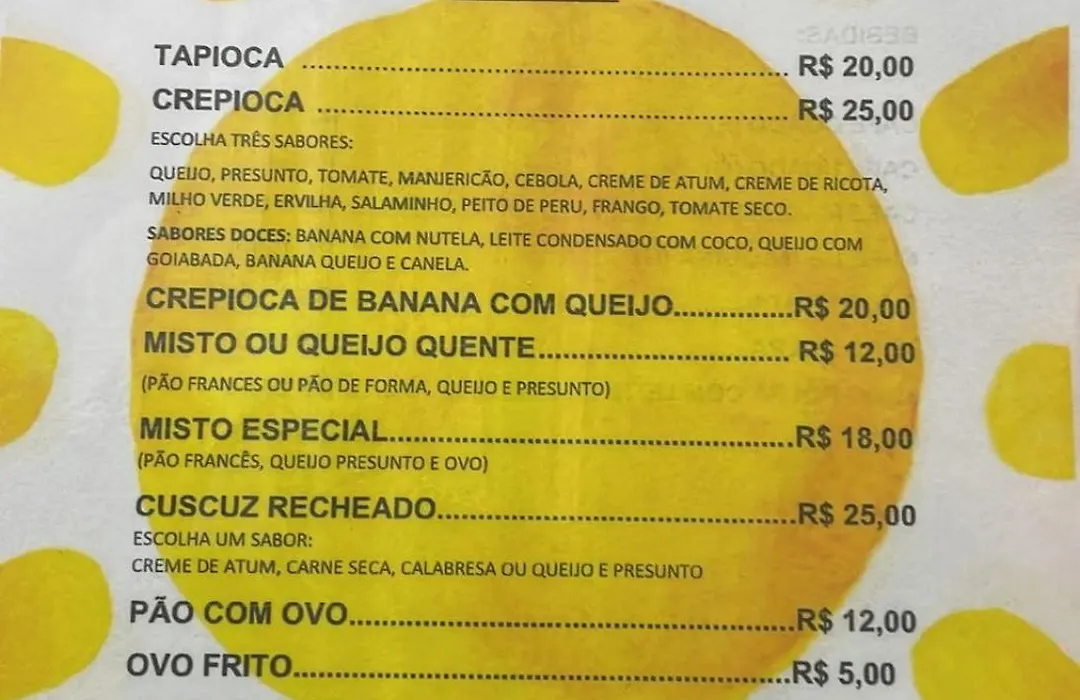 TAPIOCA ........................................................ R$ 20,00
CREPIOCA ...................................................... R$ 25,00
ESCOLHA TRÊS SABORES:
QUEIJO, PRESUNTO, TOMATE, MANJERICÃO, CEBOLA, CREME DE ATUM, CREME DE RICOTA,
MILHO VERDE, ERVILHA, SALAMINHO, PEITO DE PERU, FRANGO, TOMATE SECO.
SABORES DOCES: BANANA COM NUTELA, LEITE CONDENSADO COM COCO, QUEIJO COM
GOIABADA, BANANA QUEIJO E CANELA.
CREPIOCA DE BANANA COM QUEIJO..............R$ 20,00
MISTO OU QUEIJO QUENTE............................. R$ 12,00
(PÃO FRANCES OU PÃO DE FORMA, QUEIJO E PRESUNTO)
MISTO ESPECIAL...............................................R$ 18,00
(PÃO FRANCÊS, QUEIJO PRESUNTO E OVO)
CUSCUZ RECHEADO.........................................R$ 25,00
ESCOLHA UM SABOR:
CREME DE ATUM, CARNE SECA, CALABRESA OU QUEIJO E PRESUNTO
PÃO COM OVO...................................................R$ 12,00
OVO FRITO.........................................................R$ 5,00